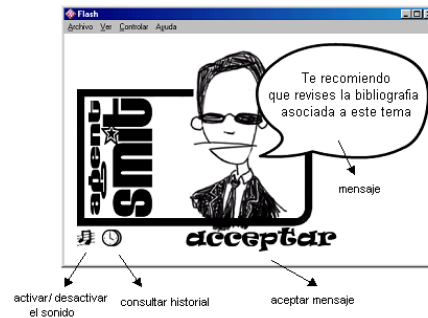 Flash
Archivo Ver Controlar Ayuda
Te recomiendo
que revises la bibliografia
asociada a este tema
agent
smit
mensaje
acceptar
activar/ desactivar
el sonido
consultar historial
aceptar mensaje